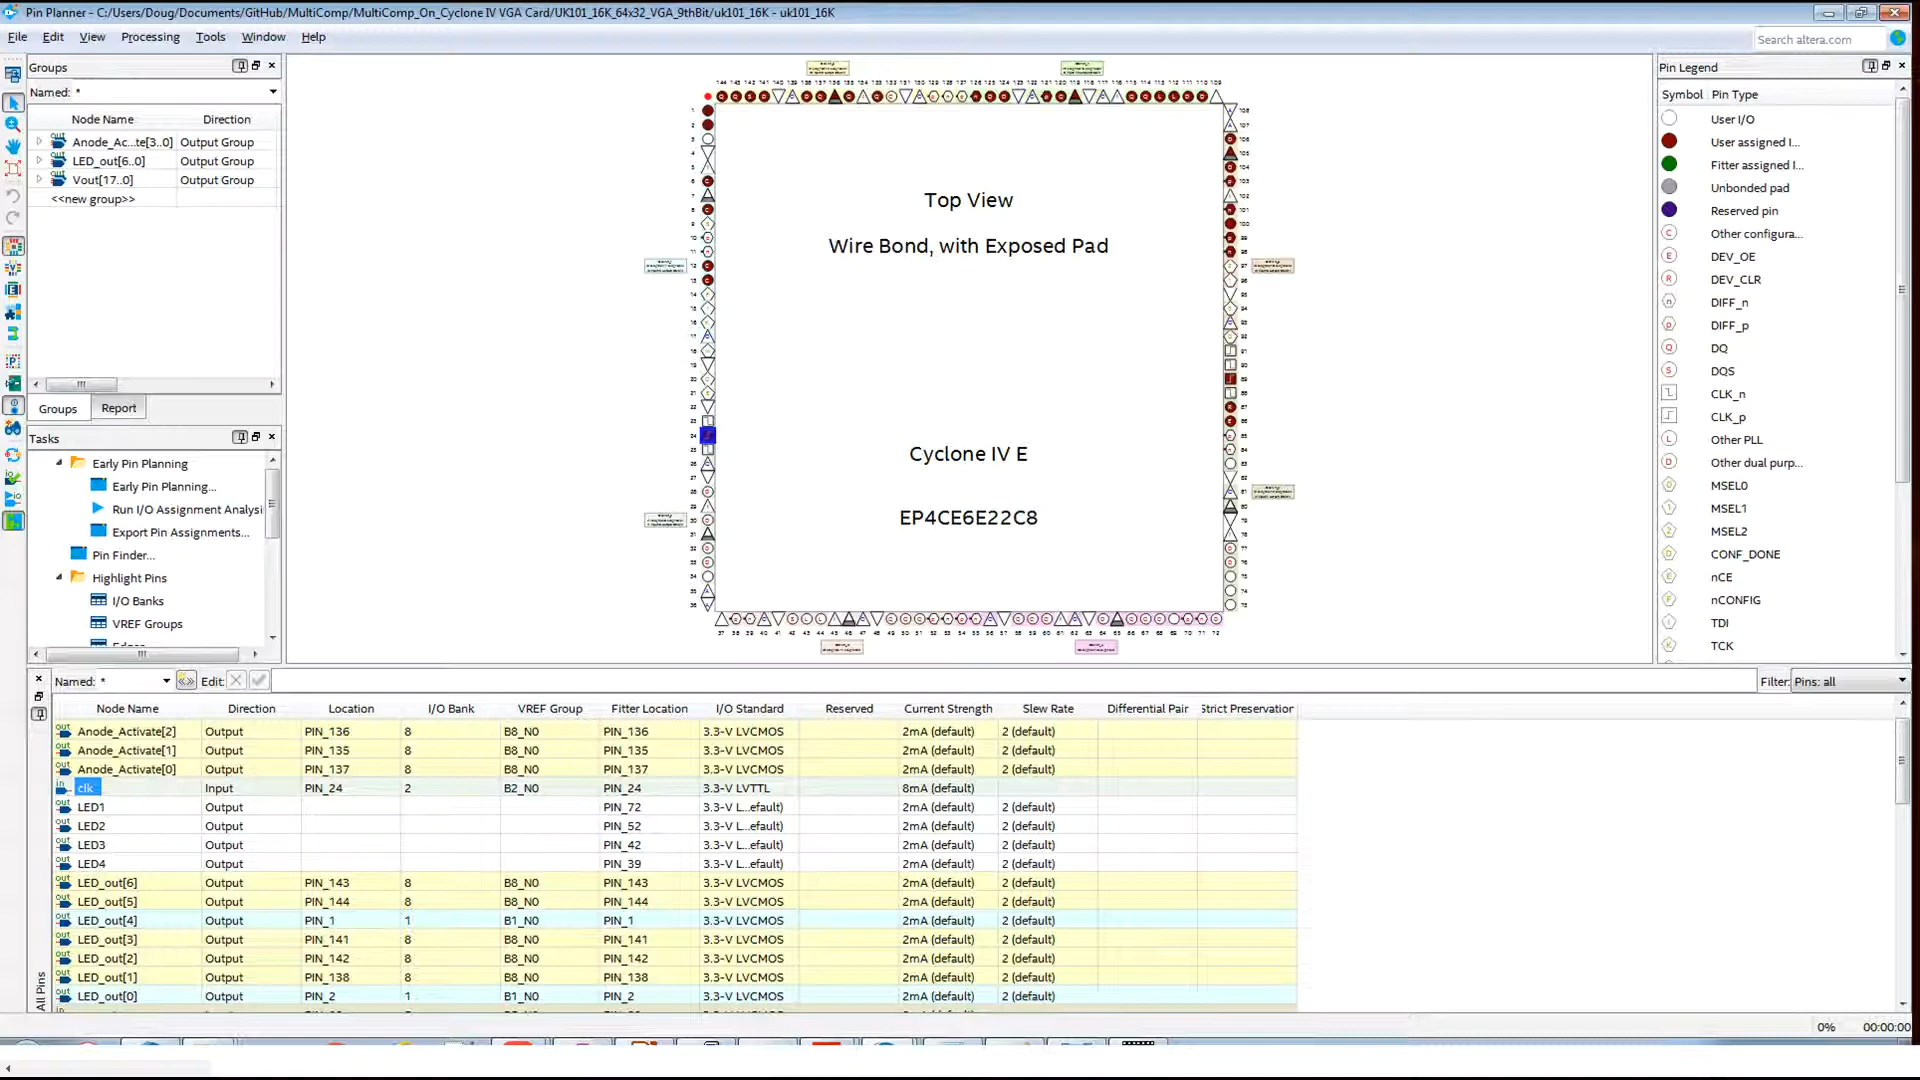 Pin Planner - C:/Users/Doug/Documents/GitHub/MultiComp/MultiComp_On_Cyclone IV VGA Card/UK101_16K_64x32_VGA_9thBit/uk101_16K - uk101_16K
File Edit View Processing Tools Window Help
Search altera.com
Groups
Named: *
Node Name Direction
Anode_Ac...te[3..0] Output Group
LED_out[6..0] Output Group
Vout[17..0] Output Group
<<new group>>
Groups Report
Tasks
Early Pin Planning
Early Pin Planning...
Run I/O Assignment Analysi
Export Pin Assignments...
Pin Finder...
Highlight Pins
I/O Banks
VREF Groups
Top View
Wire Bond, with Exposed Pad
Cyclone IV E
EP4CE6E22C8
Pin Legend
Symbol Pin Type
User I/O
User assigned I...
Fitter assigned I...
Unbonded pad
Reserved pin
Other configura...
DEV_OE
DEV_CLR
DIFF_n
DIFF_p
DQ
DQS
CLK_n
CLK_p
Other PLL
Other dual purp...
MSEL0
MSEL1
MSEL2
CONF_DONE
nCE
nCONFIG
TDI
TCK
Named: * Edit: Filter: Pins: all
Node Name Direction Location I/O Bank VREF Group Fitter Location I/O Standard Reserved Current Strength Slew Rate Differential Pair Strict Preservation
Anode_Activate[2] Output PIN_136 8 B8_N0 PIN_136 3.3-V LVCMOS 2mA (default) 2 (default)
Anode_Activate[1] Output PIN_135 8 B8_N0 PIN_135 3.3-V LVCMOS 2mA (default) 2 (default)
Anode_Activate[0] Output PIN_137 8 B8_N0 PIN_137 3.3-V LVCMOS 2mA (default) 2 (default)
clk Input PIN_24 2 B2_N0 PIN_24 3.3-V LVTTL 8mA (default)
LED1 Output PIN_72 3.3-V L...efault) 2mA (default) 2 (default)
LED2 Output PIN_52 3.3-V L...efault) 2mA (default) 2 (default)
LED3 Output PIN_42 3.3-V L...efault) 2mA (default) 2 (default)
LED4 Output PIN_39 3.3-V L...efault) 2mA (default) 2 (default)
LED_out[6] Output PIN_143 8 B8_N0 PIN_143 3.3-V LVCMOS 2mA (default) 2 (default)
LED_out[5] Output PIN_144 8 B8_N0 PIN_144 3.3-V LVCMOS 2mA (default) 2 (default)
LED_out[4] Output PIN_1 1 B1_N0 PIN_1 3.3-V LVCMOS 2mA (default) 2 (default)
LED_out[3] Output PIN_141 8 B8_N0 PIN_141 3.3-V LVCMOS 2mA (default) 2 (default)
LED_out[2] Output PIN_142 8 B8_N0 PIN_142 3.3-V LVCMOS 2mA (default) 2 (default)
LED_out[1] Output PIN_138 8 B8_N0 PIN_138 3.3-V LVCMOS 2mA (default) 2 (default)
LED_out[0] Output PIN_2 1 B1_N0 PIN_2 3.3-V LVCMOS 2mA (default) 2 (default)
All Pins
0% 00:00:00